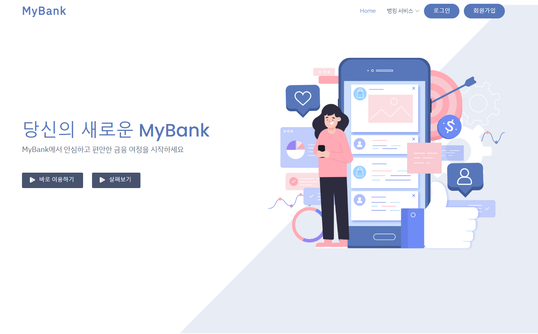 MyBank
Home
뱅킹 서비스
로그인
회원가입
당신의 새로운 MyBank
MyBank에서 안심하고 편안한 금융 여정을 시작하세요
바로 이용하기
살펴보기